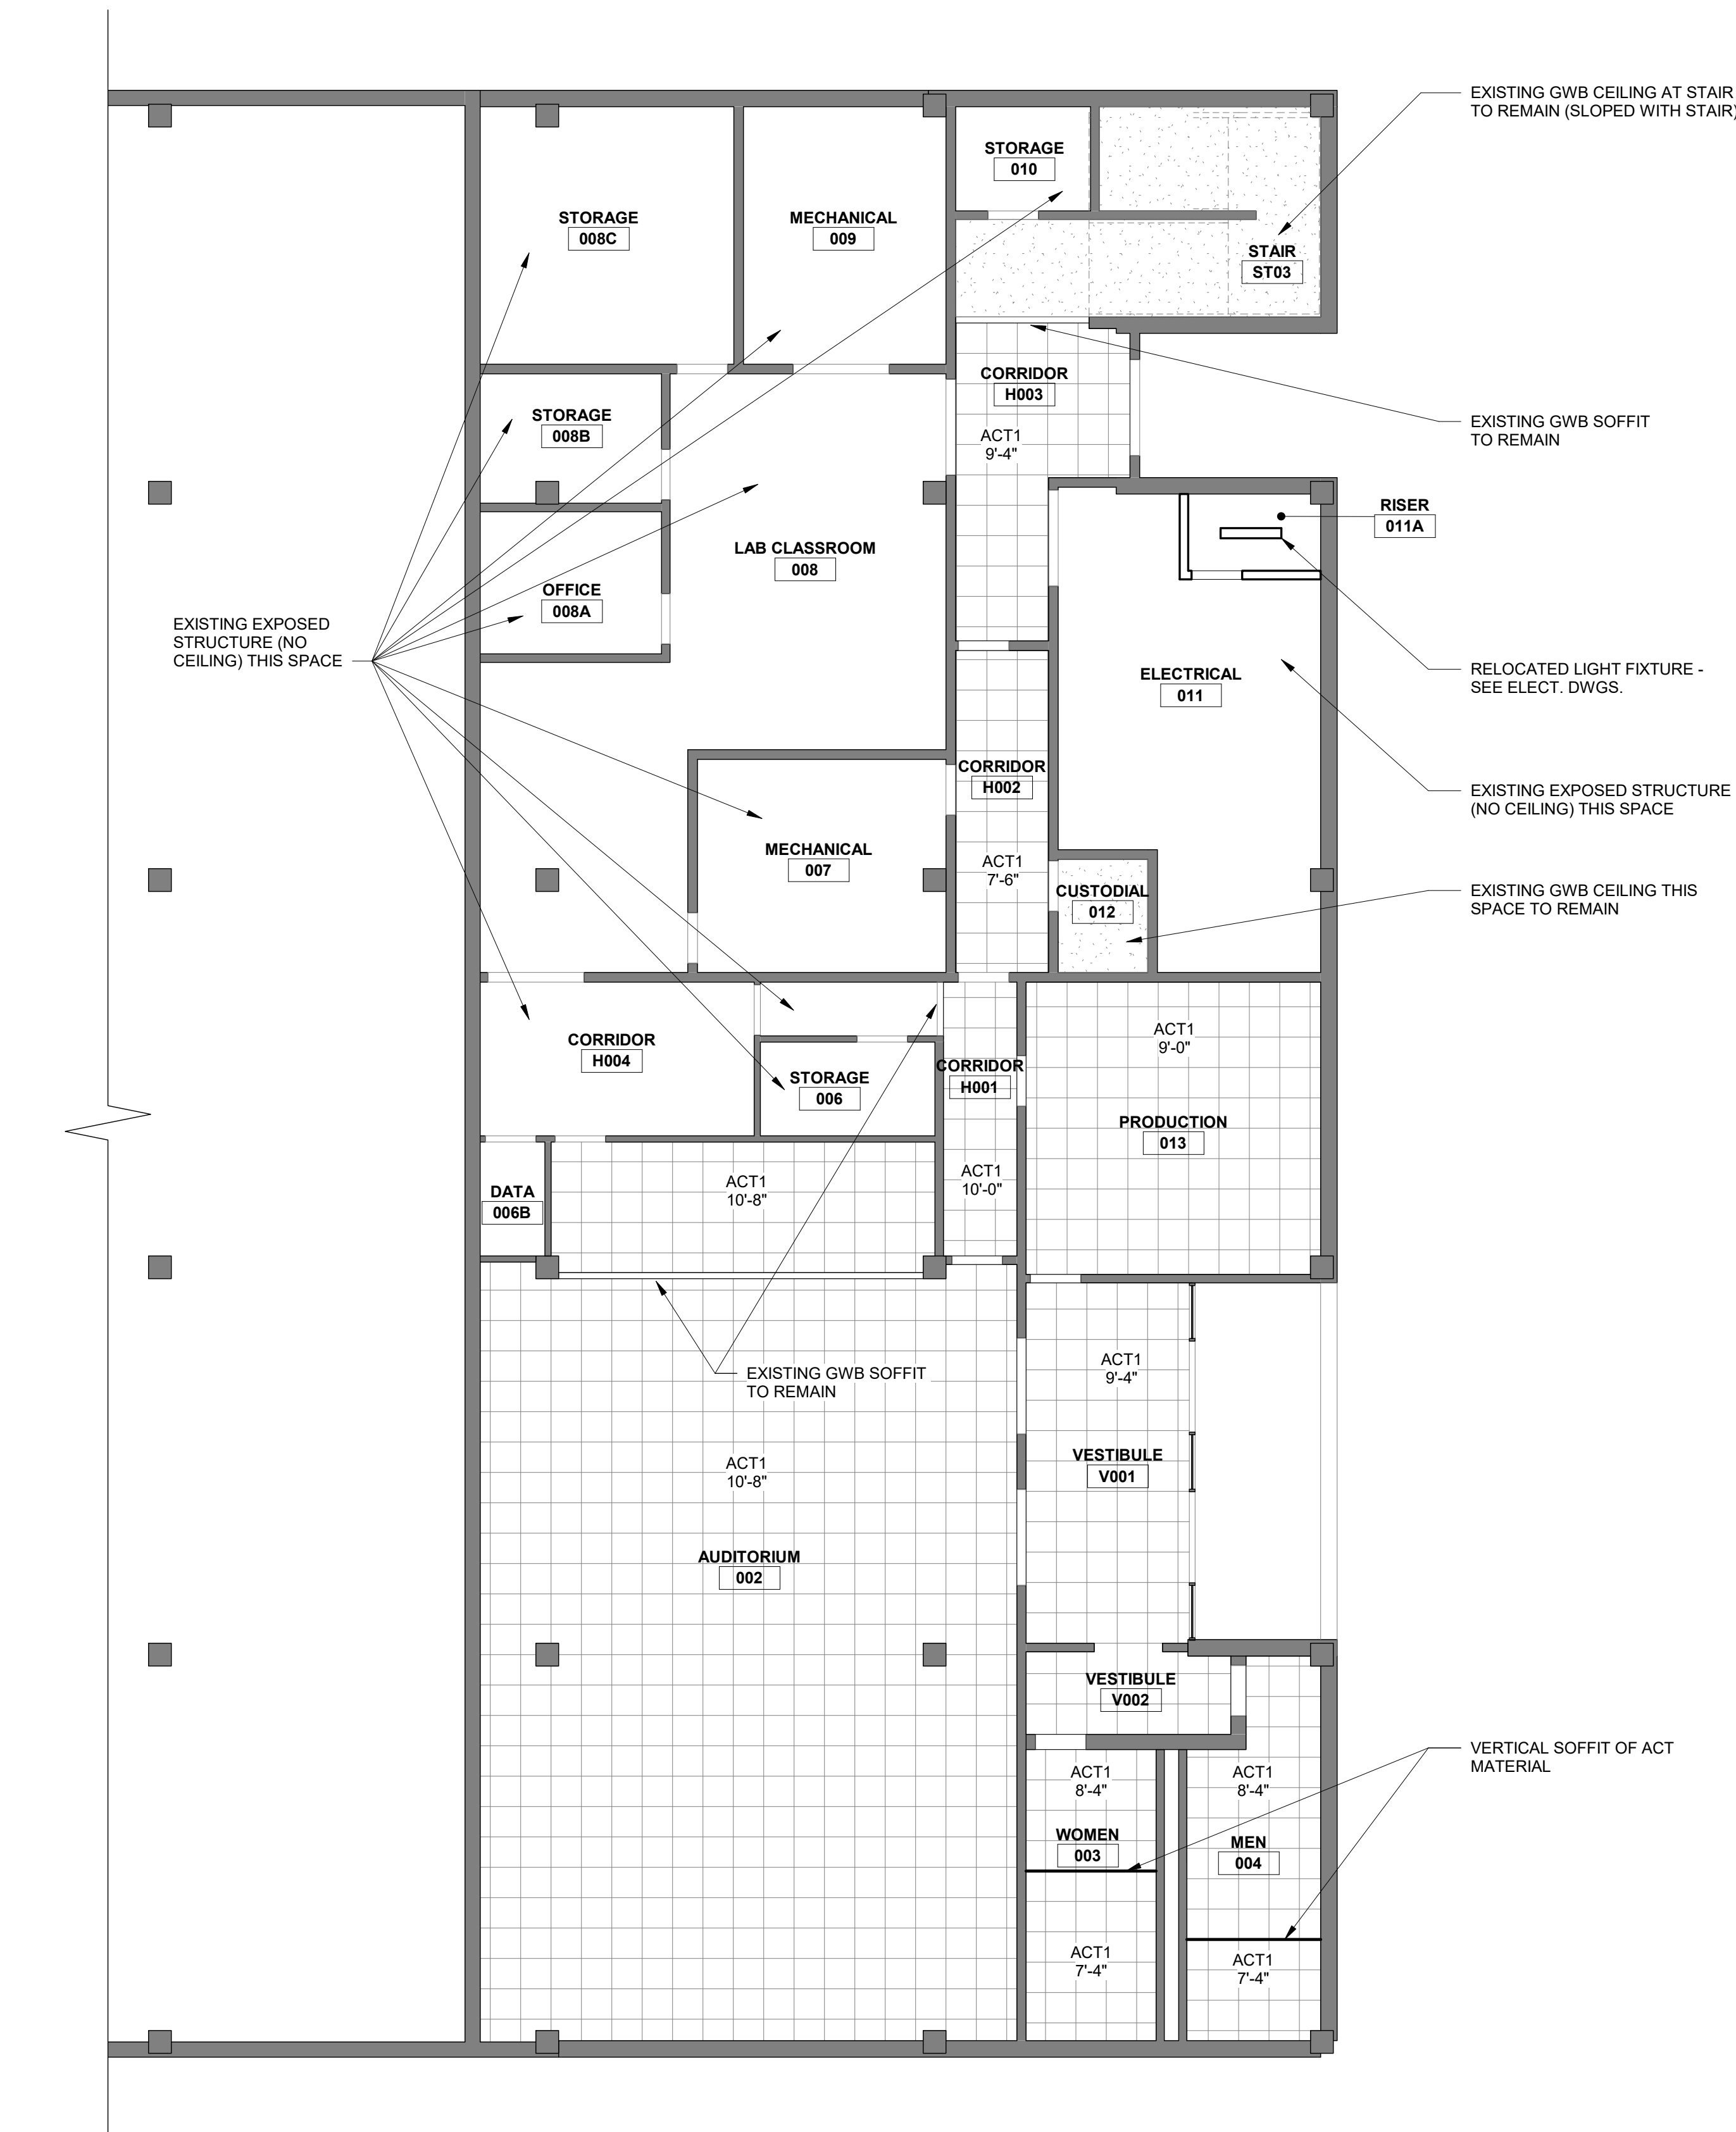 EXISTING GWB CEILING AT STAIR
TO REMAIN (SLOPED WITH STAIR)
STORAGE
010
STORAGE
008C
MECHANICAL
009
STAIR
ST03
CORRIDOR
H003
ACT1
9'-4"
EXISTING GWB SOFFIT
TO REMAIN
STORAGE
008B
RISER
011A
LAB CLASSROOM
008
OFFICE
008A
EXISTING EXPOSED
STRUCTURE (NO
CEILING) THIS SPACE
ELECTRICAL
011
RELOCATED LIGHT FIXTURE -
SEE ELECT. DWGS.
CORRIDOR
H002
EXISTING EXPOSED STRUCTURE
(NO CEILING) THIS SPACE
MECHANICAL
007
ACT1
7'-6"
CUSTODIAL
012
EXISTING GWB CEILING THIS
SPACE TO REMAIN
CORRIDOR
H004
STORAGE
006
CORRIDOR
H001
ACT1
9'-0"
PRODUCTION
013
DATA
006B
ACT1
10'-8"
ACT1
10'-0"
EXISTING GWB SOFFIT
TO REMAIN
ACT1
9'-4"
VESTIBULE
V001
ACT1
10'-8"
AUDITORIUM
002
VESTIBULE
V002
VERTICAL SOFFIT OF ACT
MATERIAL
ACT1
8'-4"
ACT1
8'-4"
WOMEN
003
MEN
004
ACT1
7'-4"
ACT1
7'-4"